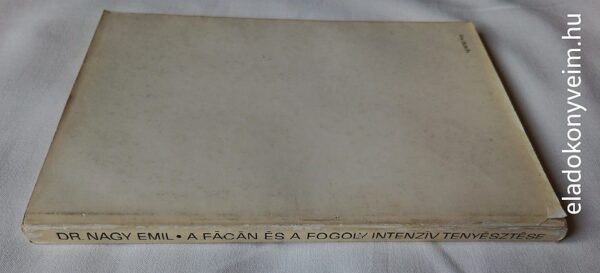 DR. NAGY EMIL • A FÁCÁN ÉS A FOGOLY INTENZÍV TENYÉSZTÉSE
eladokonyveim.hu